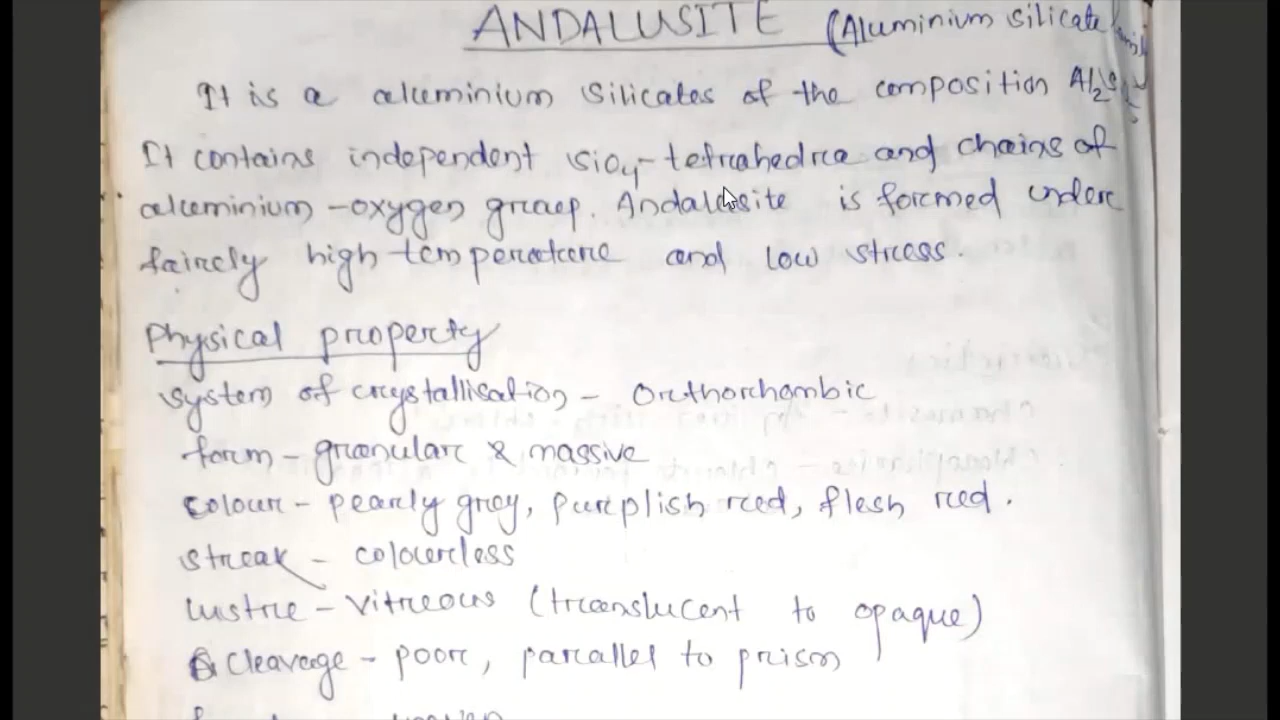 ANDALUSITE (Aluminium silicate
It is a aluminium silicates of the composition
It contains independent SiO4-tetrahedra and chains of
aluminium-oxygen group. Andalusite is formed under
fairely high temperature and low stress.
Physical property
system of crystallisation - Orthorhombic
form - granular & massive
colour - pearly grey, purplish red, flesh red.
streak - colourless
lustre - vitreous (translucent to opaque)
Cleavage - poor, parallel to prism